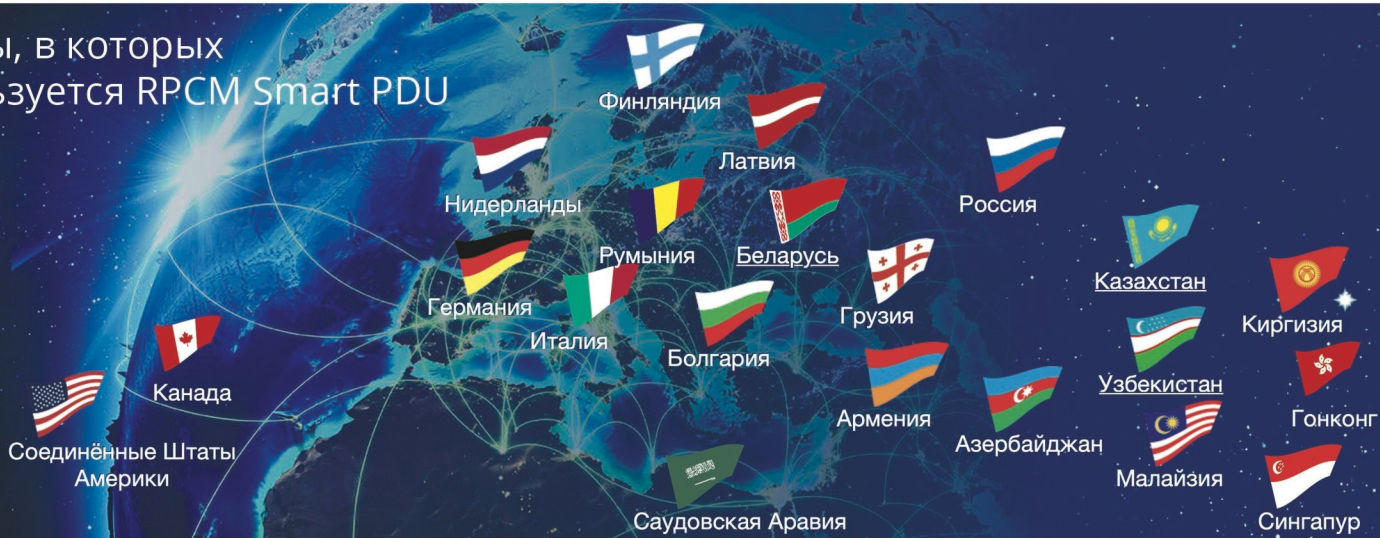 ы, в которых
ьзуется RPCM Smart PDU
Финляндия
Латвия
Нидерланды
Россия
Румыния
Беларусь
Казахстан
Германия
Грузия
Киргизия
Италия
Болгария
Канада
Узбекистан
Армения
Гонконг
Азербайджан
Соединённые Штаты
Америки
Малайзия
Саудовская Аравия
Сингапур